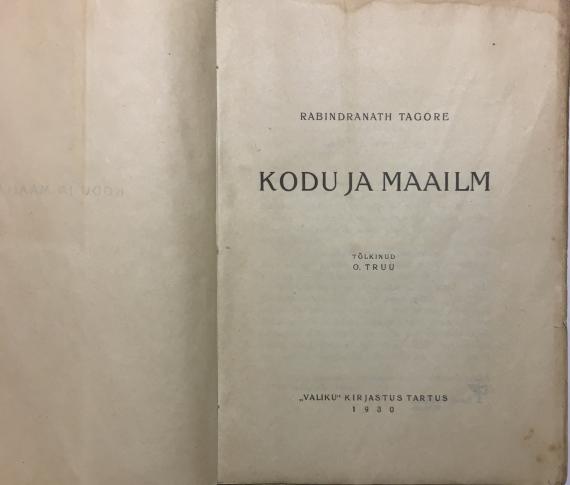 RABINDRANATH TAGORE
KODU JA MAAILM
TÕLKINUD
O. TRUU
„VALIKU“ KIRJASTUS TARTUS
1930